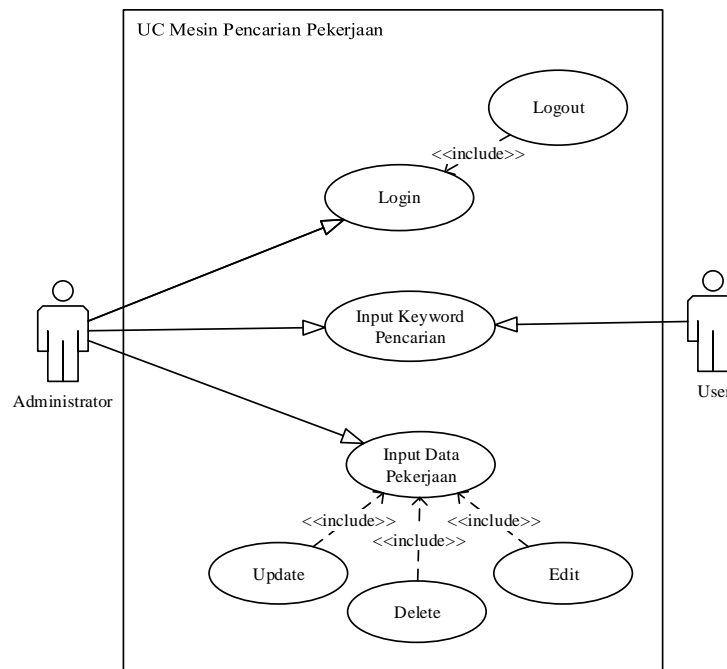 UC Mesin Pencarian Pekerjaan
Logout
<<include>>
Login
Input Keyword
Pencarian
Administrator
User
Input Data
Pekerjaan
<<include>>
<<include>>
<<include>>
Update
Delete
Edit